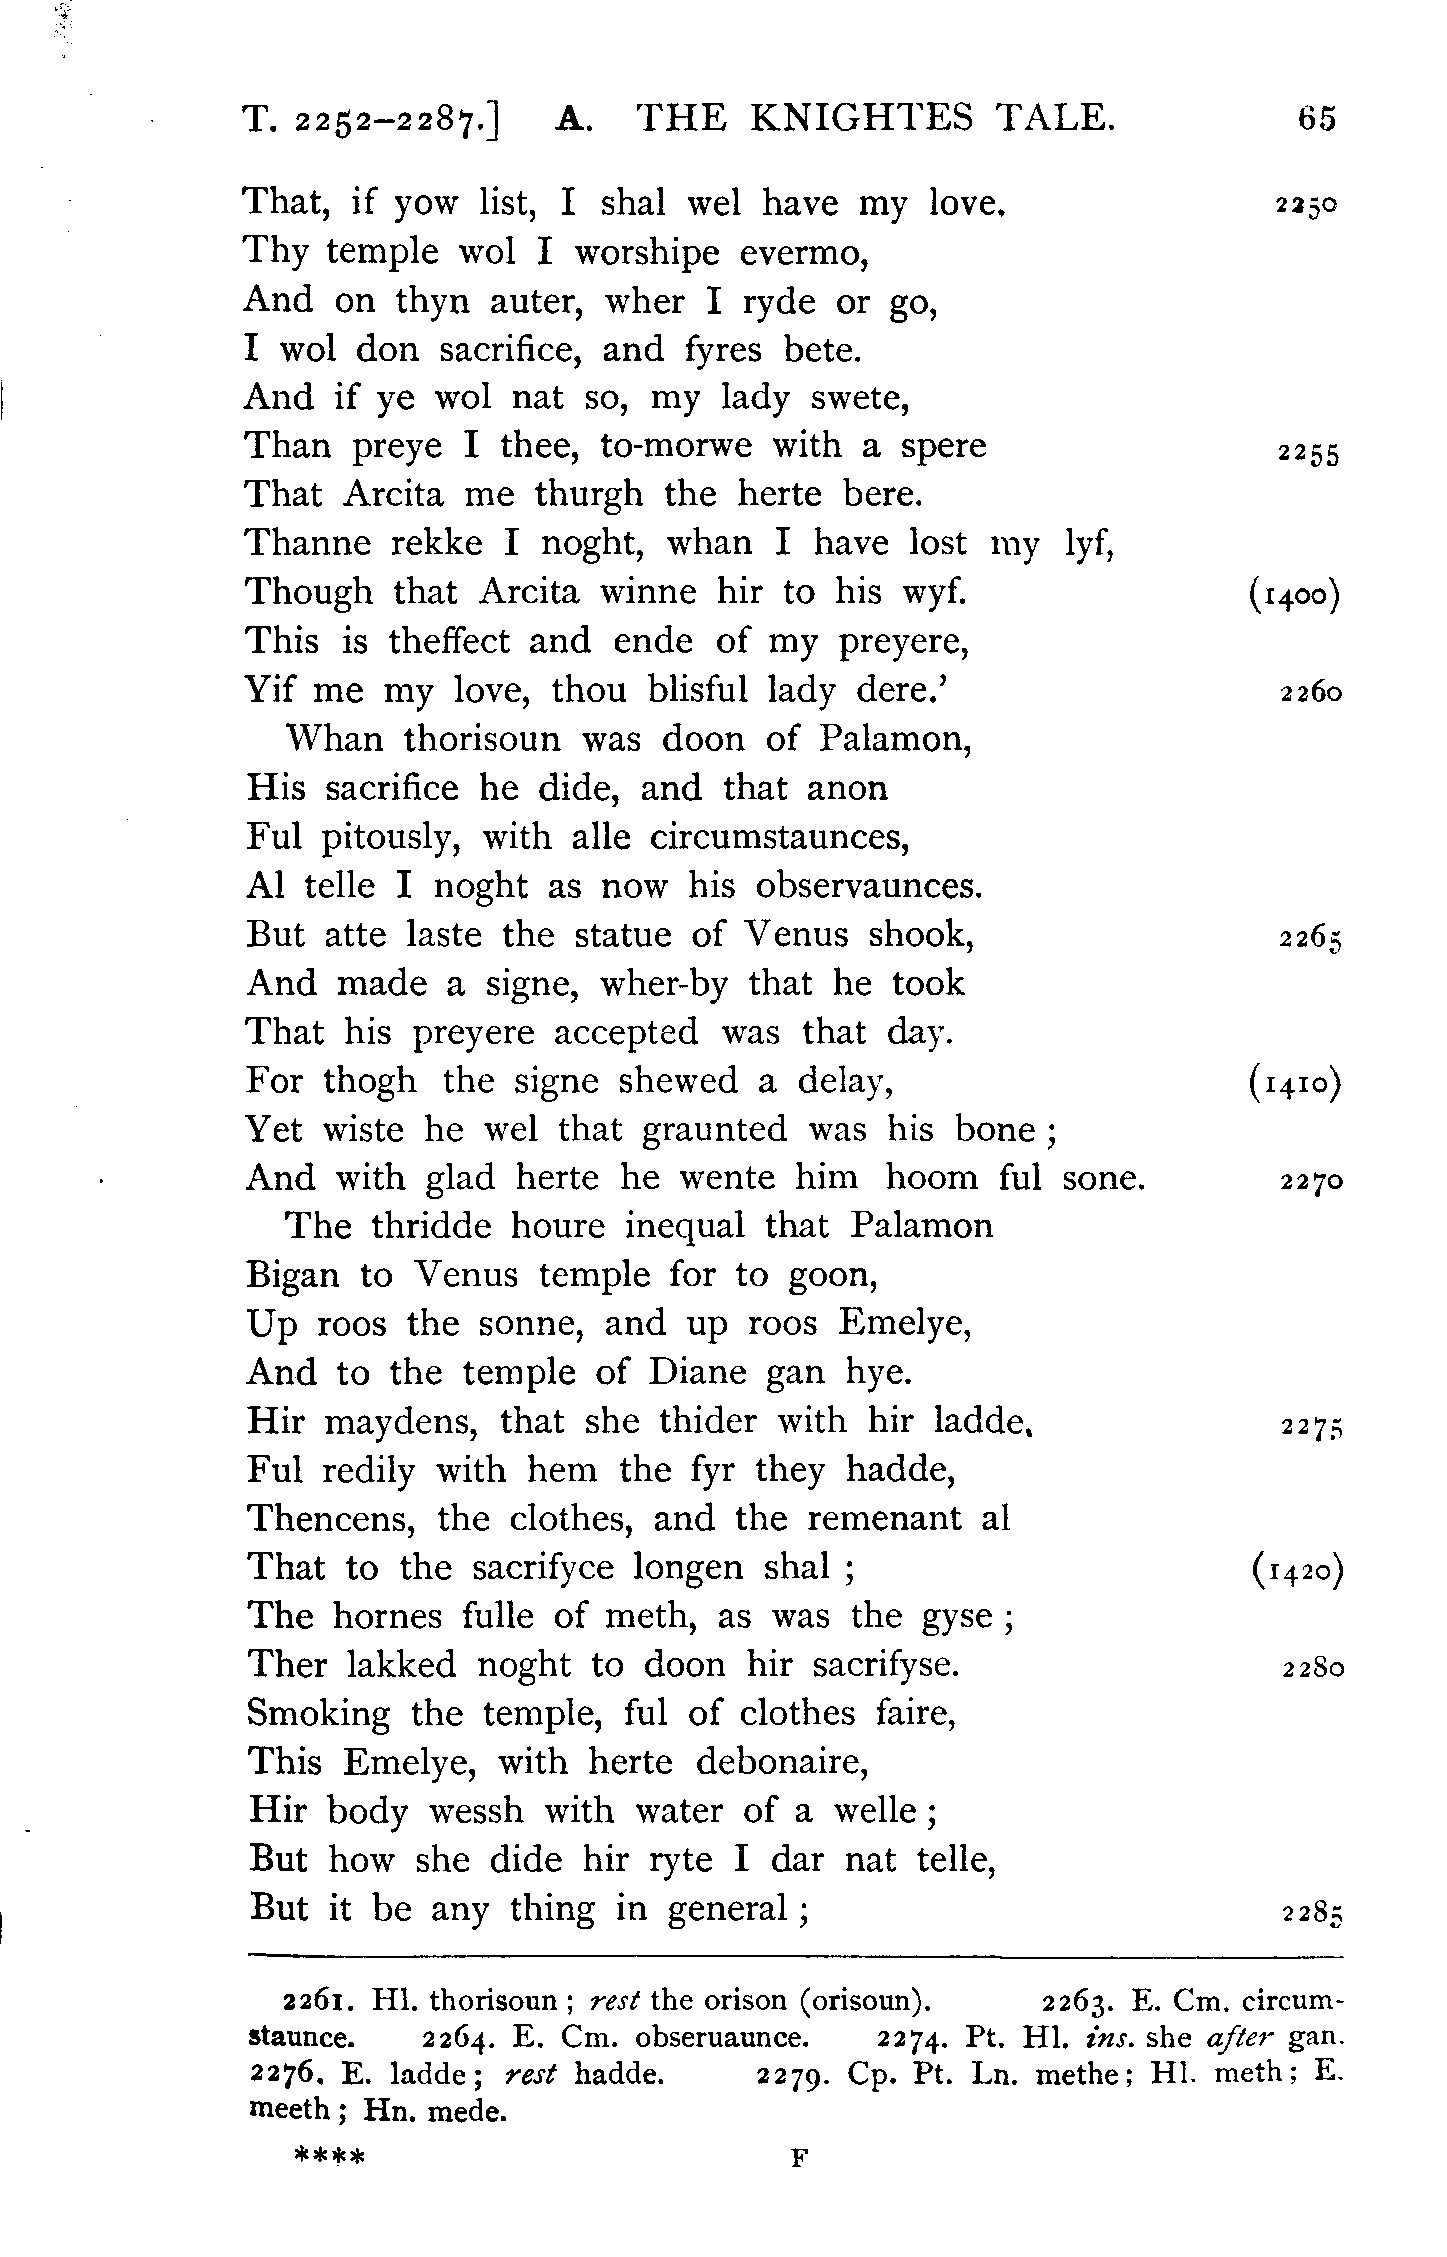 T. 2252–2287.] A. THE KNIGHTES TALE. 65
That, if yow list, I shal wel have my love. 2250
Thy temple wol I worshipe evermo,
And on thyn auter, wher I ryde or go,
I wol don sacrifice, and fyres bete.
And if ye wol nat so, my lady swete,
Than preye I thee, to-morwe with a spere 2255
That Arcita me thurgh the herte bere.
Thanne rekke I noght, whan I have lost my lyf,
Though that Arcita winne hir to his wyf. (1400)
This is theffect and ende of my preyere,
Yif me my love, thou blisful lady dere.’ 2260
Whan thorisoun was doon of Palamon,
His sacrifice he dide, and that anon
Ful pitously, with alle circumstaunces,
Al telle I noght as now his observaunces.
But atte laste the statue of Venus shook, 2265
And made a signe, wher-by that he took
That his preyere accepted was that day.
For thogh the signe shewed a delay, (1410)
Yet wiste he wel that graunted was his bone ;
And with glad herte he wente him hoom ful sone. 2270
The thridde houre inequal that Palamon
Bigan to Venus temple for to goon,
Up roos the sonne, and up roos Emelye,
And to the temple of Diane gan hye.
Hir maydens, that she thider with hir ladde, 2275
Ful redily with hem the fyr they hadde,
Thencens, the clothes, and the remenant al
That to the sacrifyce longen shal ; (1420)
The hornes fulle of meth, as was the gyse ;
Ther lakked noght to doon hir sacrifyse. 2280
Smoking the temple, ful of clothes faire,
This Emelye, with herte debonaire,
Hir body wessh with water of a welle ;
But how she dide hir ryte I dar nat telle,
But it be any thing in general ; 2285
2261. Hl. thorisoun ; rest the orison (orisoun). 2263. E. Cm. circum-
staunce. 2264. E. Cm. obseruaunce. 2274. Pt. Hl. ins. she after gan.
2276. E. ladde ; rest hadde. 2279. Cp. Pt. Ln. methe ; Hl. meth ; E.
meeth ; Hn. mede.
**** F